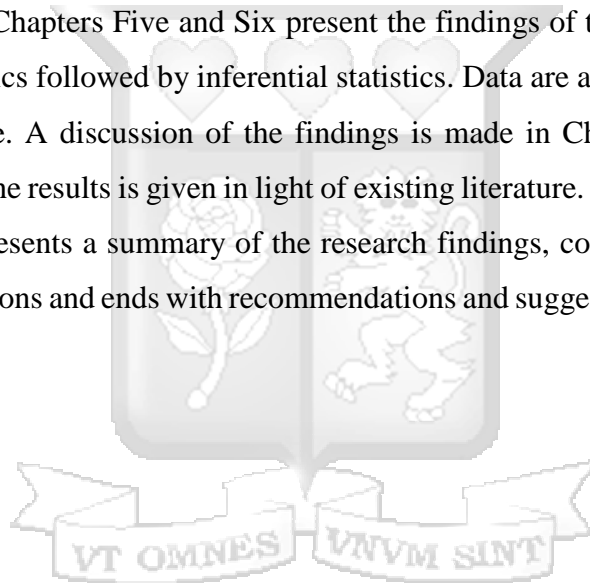 Chapters Five and Six present the findings of t
ics followed by inferential statistics. Data are a
e. A discussion of the findings is made in Ch
he results is given in light of existing literature.
resents a summary of the research findings, co
ons and ends with recommendations and sugge
VT OMNES VNVM SINT